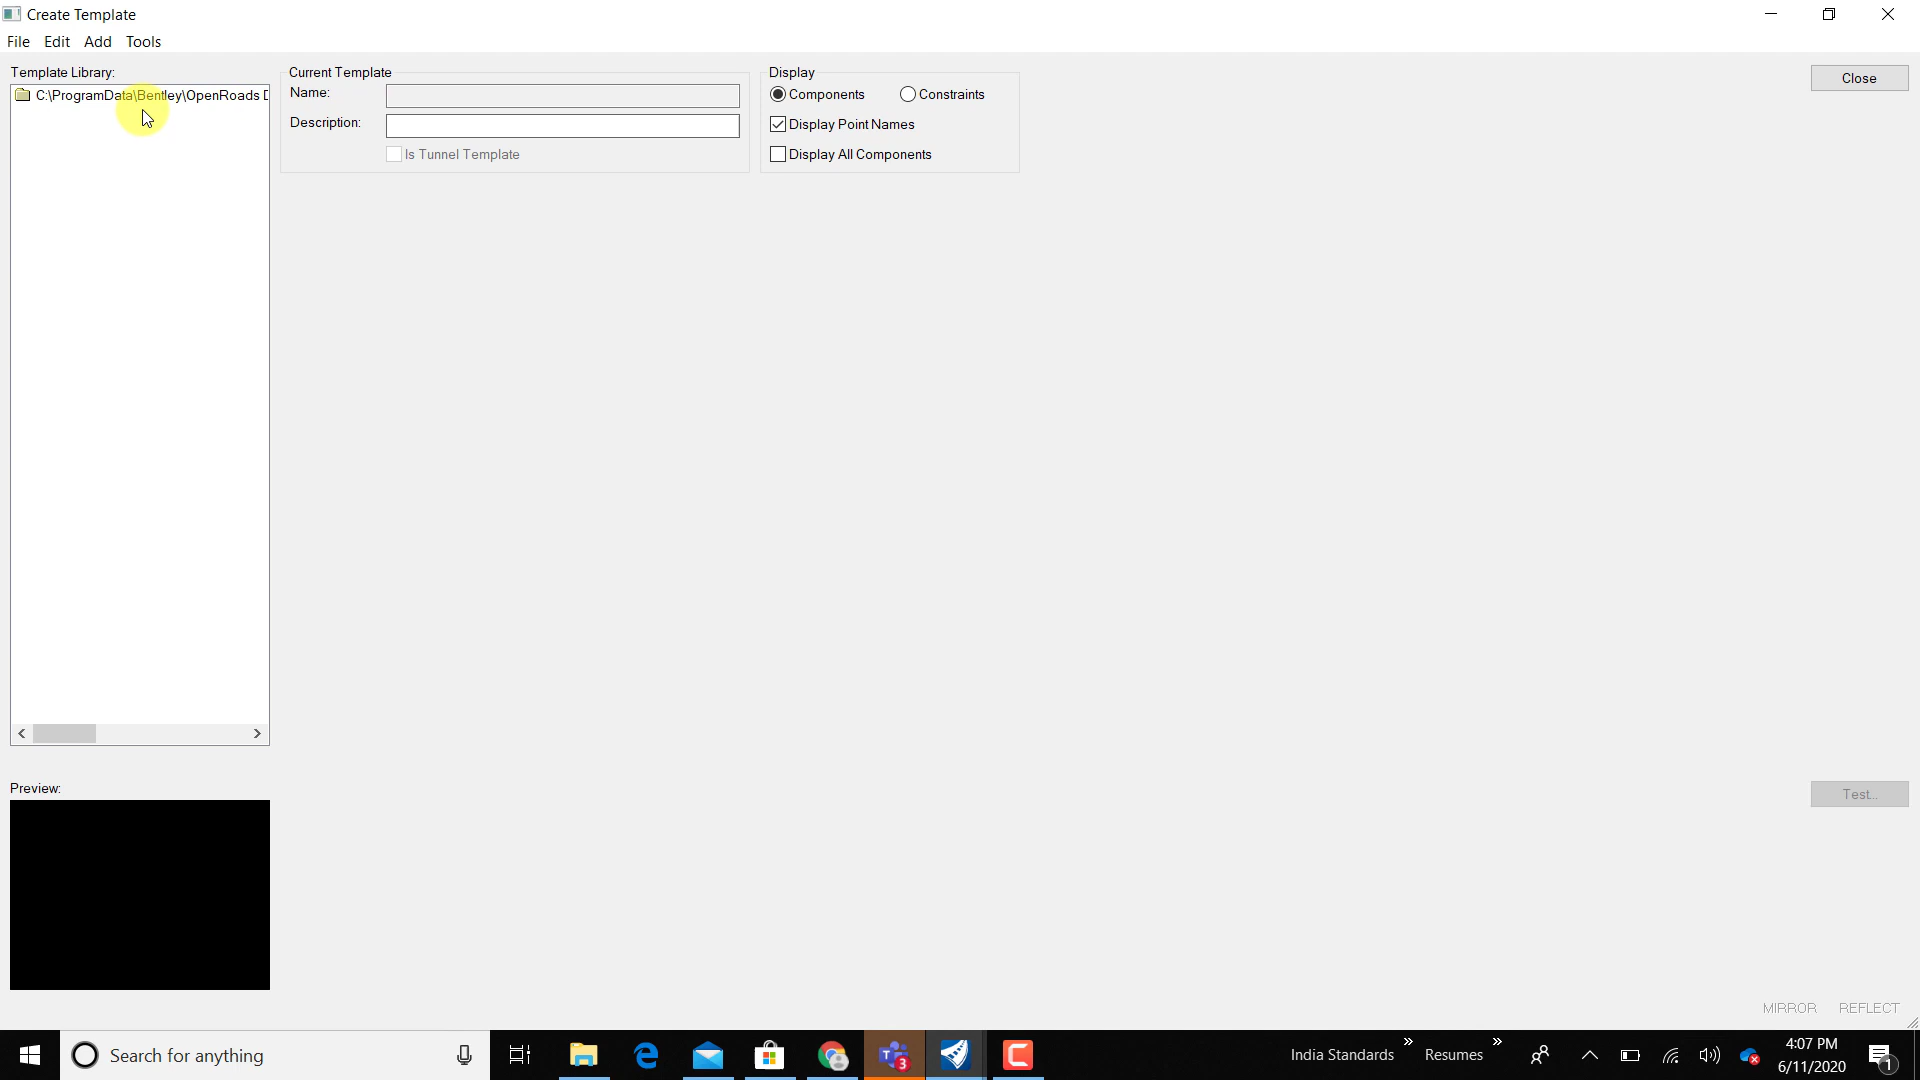 Create Template
File Edit Add Tools
Template Library:
C:\ProgramData\Bentley\OpenRoads D
Current Template
Name:
Description:
Is Tunnel Template
Display
Components Constraints
Display Point Names
Display All Components
Close
Preview:
Test...
MIRROR REFLECT
Search for anything
3
India Standards » Resumes »
4:07 PM
6/11/2020
1